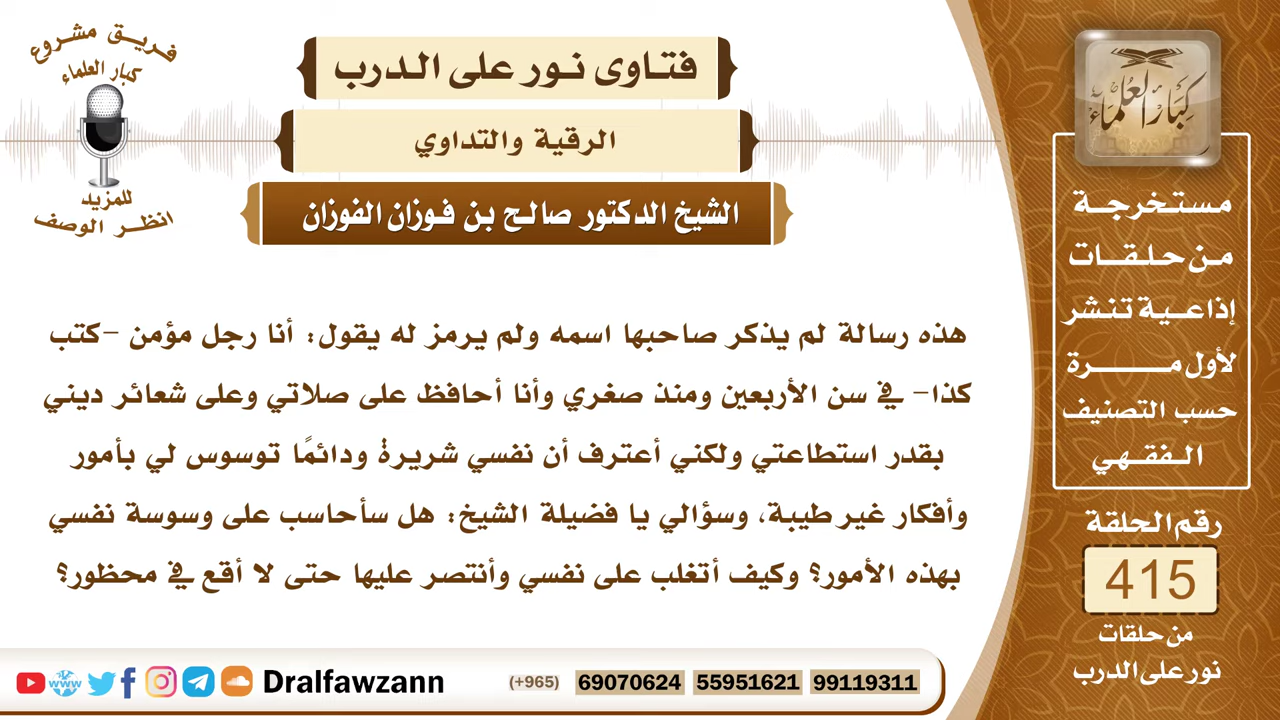 فريق مشروع
كبار العلماء
للمزيد
انظر الوصف
فتاوى نور على الدرب
الرقية والتداوي
الشيخ الدكتور صالح بن فوزان الفوزان
هذه رسالة لم يذكر صاحبها اسمه ولم يرمز له يقول: أنا رجل مؤمن -كتب
كذا- في سن الأربعين ومنذ صغري وأنا أحافظ على صلاتي وعلى شعائر ديني
بقدر استطاعتي ولكني أعترف أن نفسي شريرة ودائمًا توسوس لي بأمور
وأفكار غير طيبة، وسؤالي يا فضيلة الشيخ: هل سأحاسب على وسوسة نفسي
بهذه الأمور؟ وكيف أتغلب على نفسي وأنتصر عليها حتى لا أقع في محظور؟
كبار العلماء
مستخرجة
من حلقات
إذاعية تنشر
لأول مرة
حسب التصنيف
الفقهي
رقم الحلقة
415
من حلقات
نور على الدرب
www
Dralfawzann
(+965) 69070624 55951621 99119311